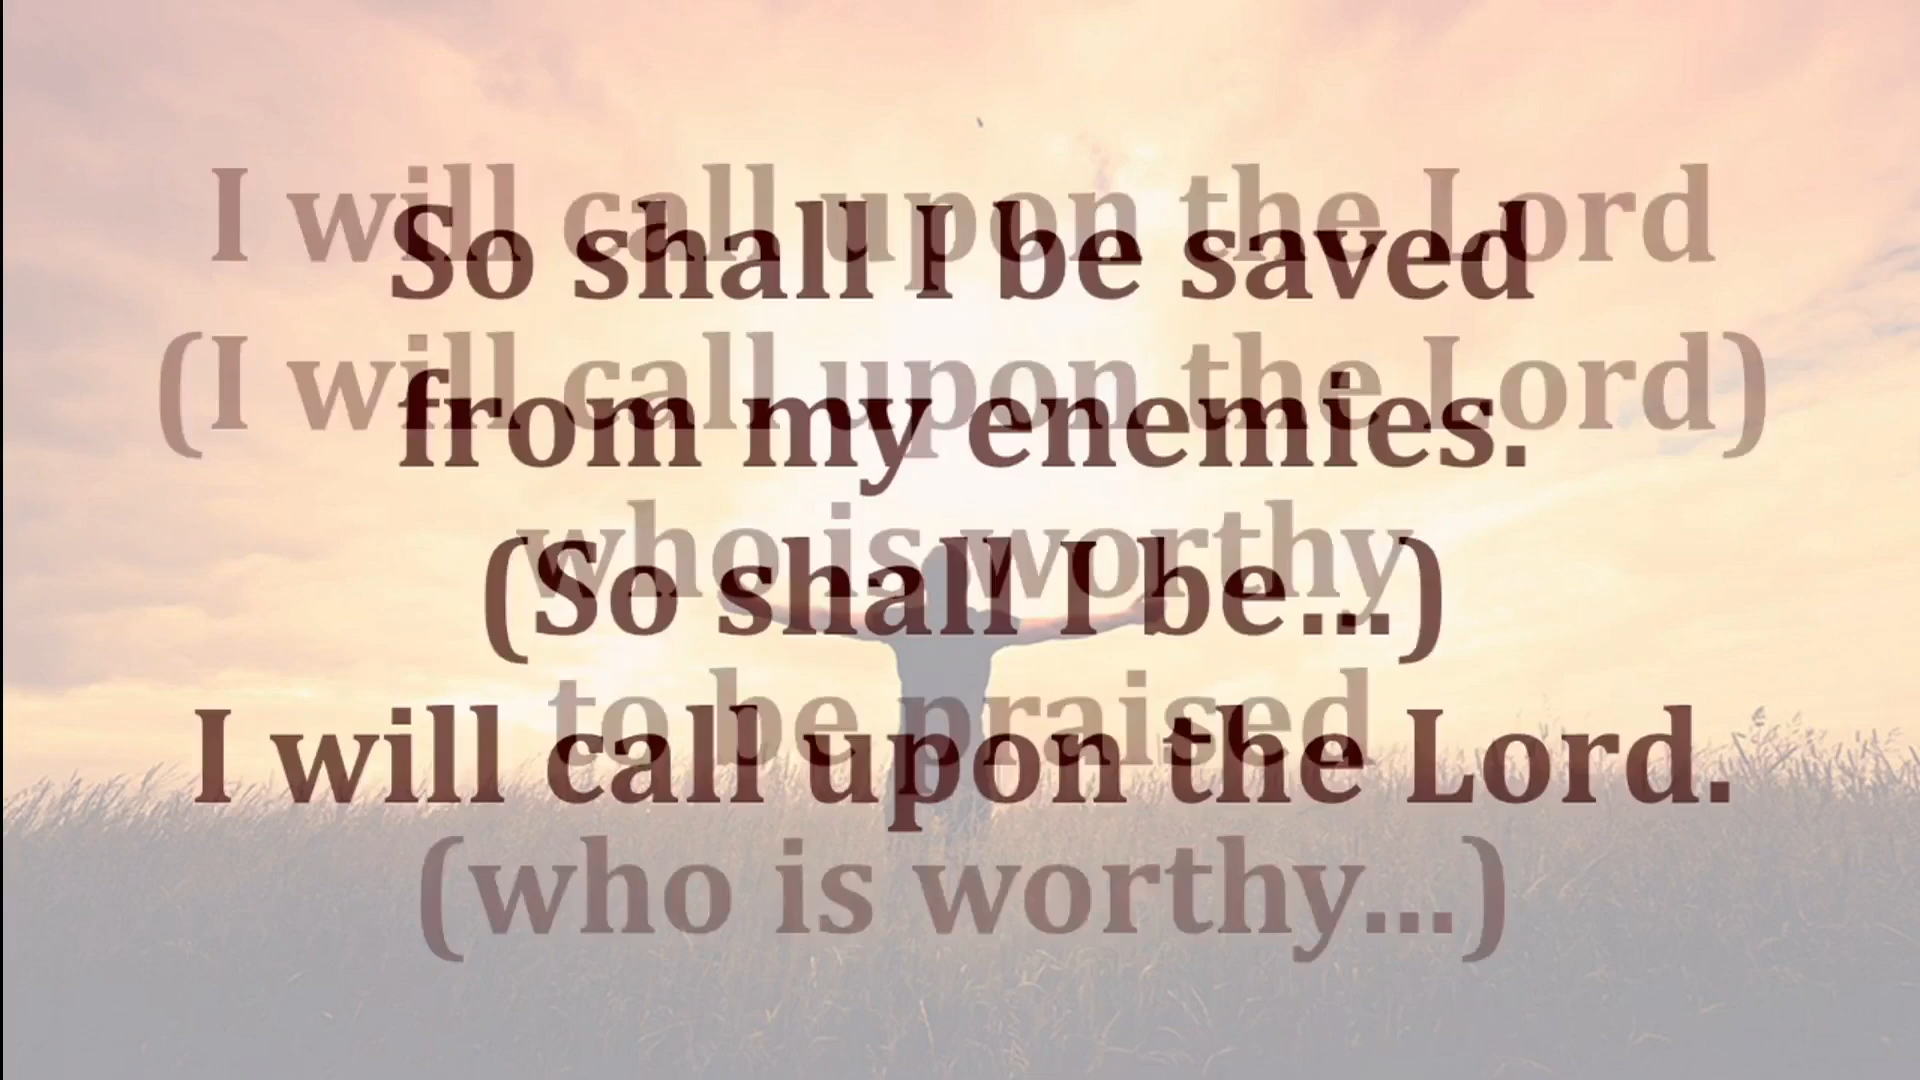 I will call upon the Lord
So shall I be saved
(I will call upon the Lord)
from my enemies.
who is worthy
(So shall I be...)
to be praised
I will call upon the Lord.
(who is worthy...)